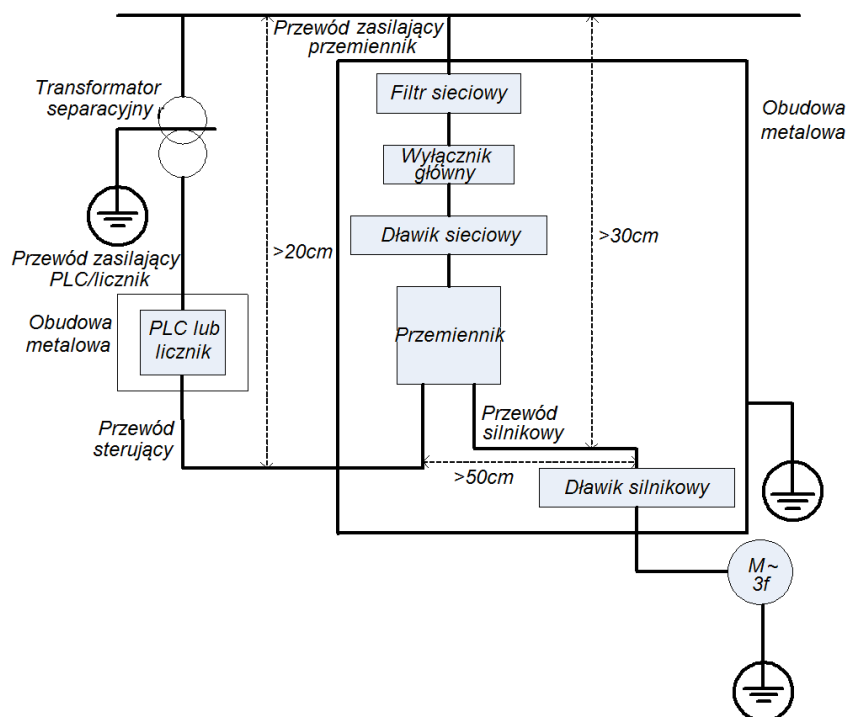 Przewód zasilający
przemiennik
Transformator
separacyjny
Filtr sieciowy
Obudowa
metalowa
Wyłącznik
główny
Dławik sieciowy
>20cm
>30cm
Przewód zasilający
PLC/licznik
Obudowa
metalowa
PLC lub
licznik
Przemiennik
Przewód
sterujący
Przewód
silnikowy
>50cm
Dławik silnikowy
M~
3f